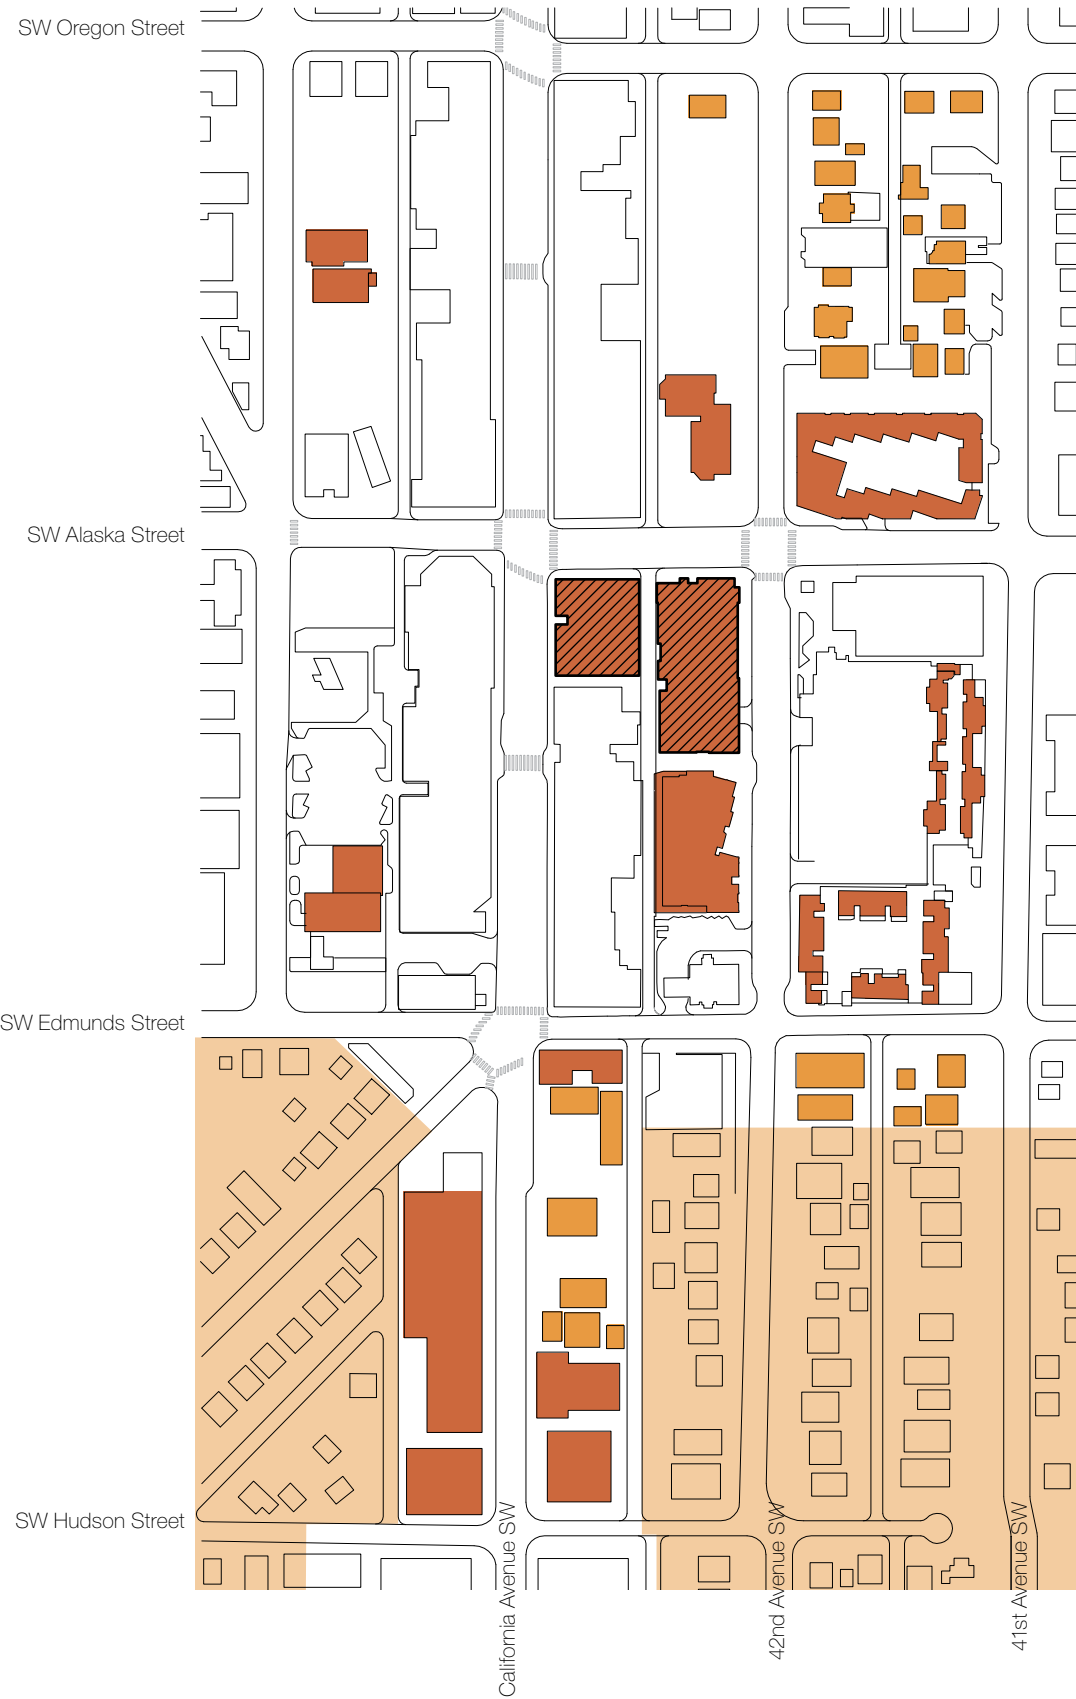 SW Oregon Street
SW Alaska Street
SW Edmunds Street
SW Hudson Street
California Avenue SW
42nd Avenue SW
41st Avenue SW